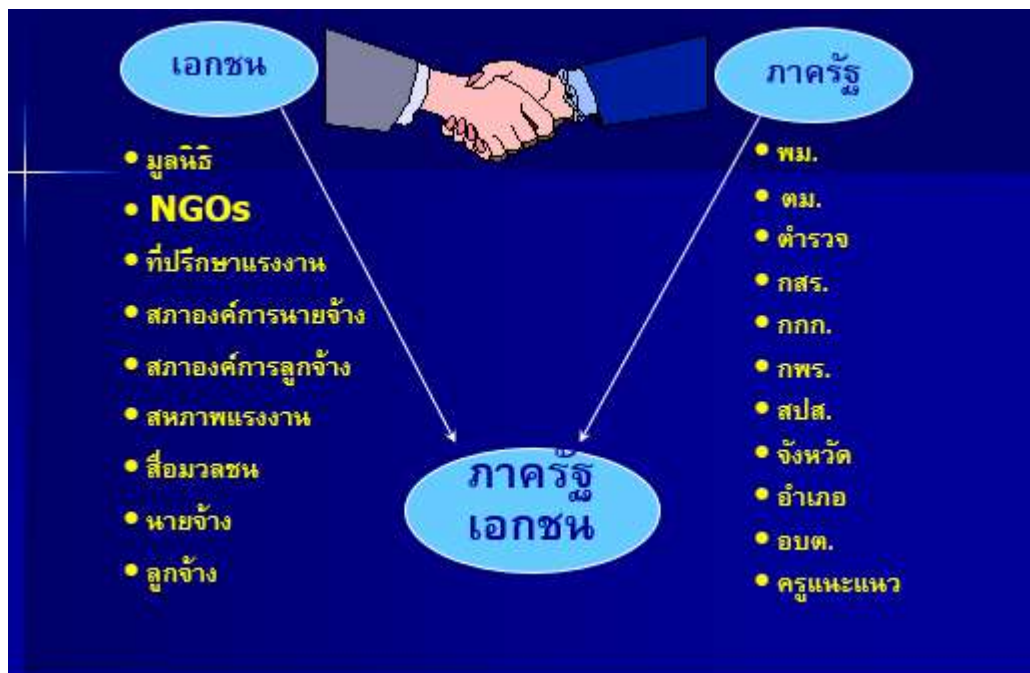 เอกชน
• มูลนิธิ
• NGOs
• ที่ปรึกษาแรงงาน
• สภาองค์การนายจ้าง
• สภาองค์การลูกจ้าง
• สหภาพแรงงาน
• สื่อมวลชน
• นายจ้าง
• ลูกจ้าง
ภาครัฐ
• พม.
• ตม.
• ตำรวจ
• กสร.
• กกก.
• กพร.
• สปส.
• จังหวัด
• อำเภอ
• อบต.
• ครูแนะแนว
ภาครัฐ
เอกชน